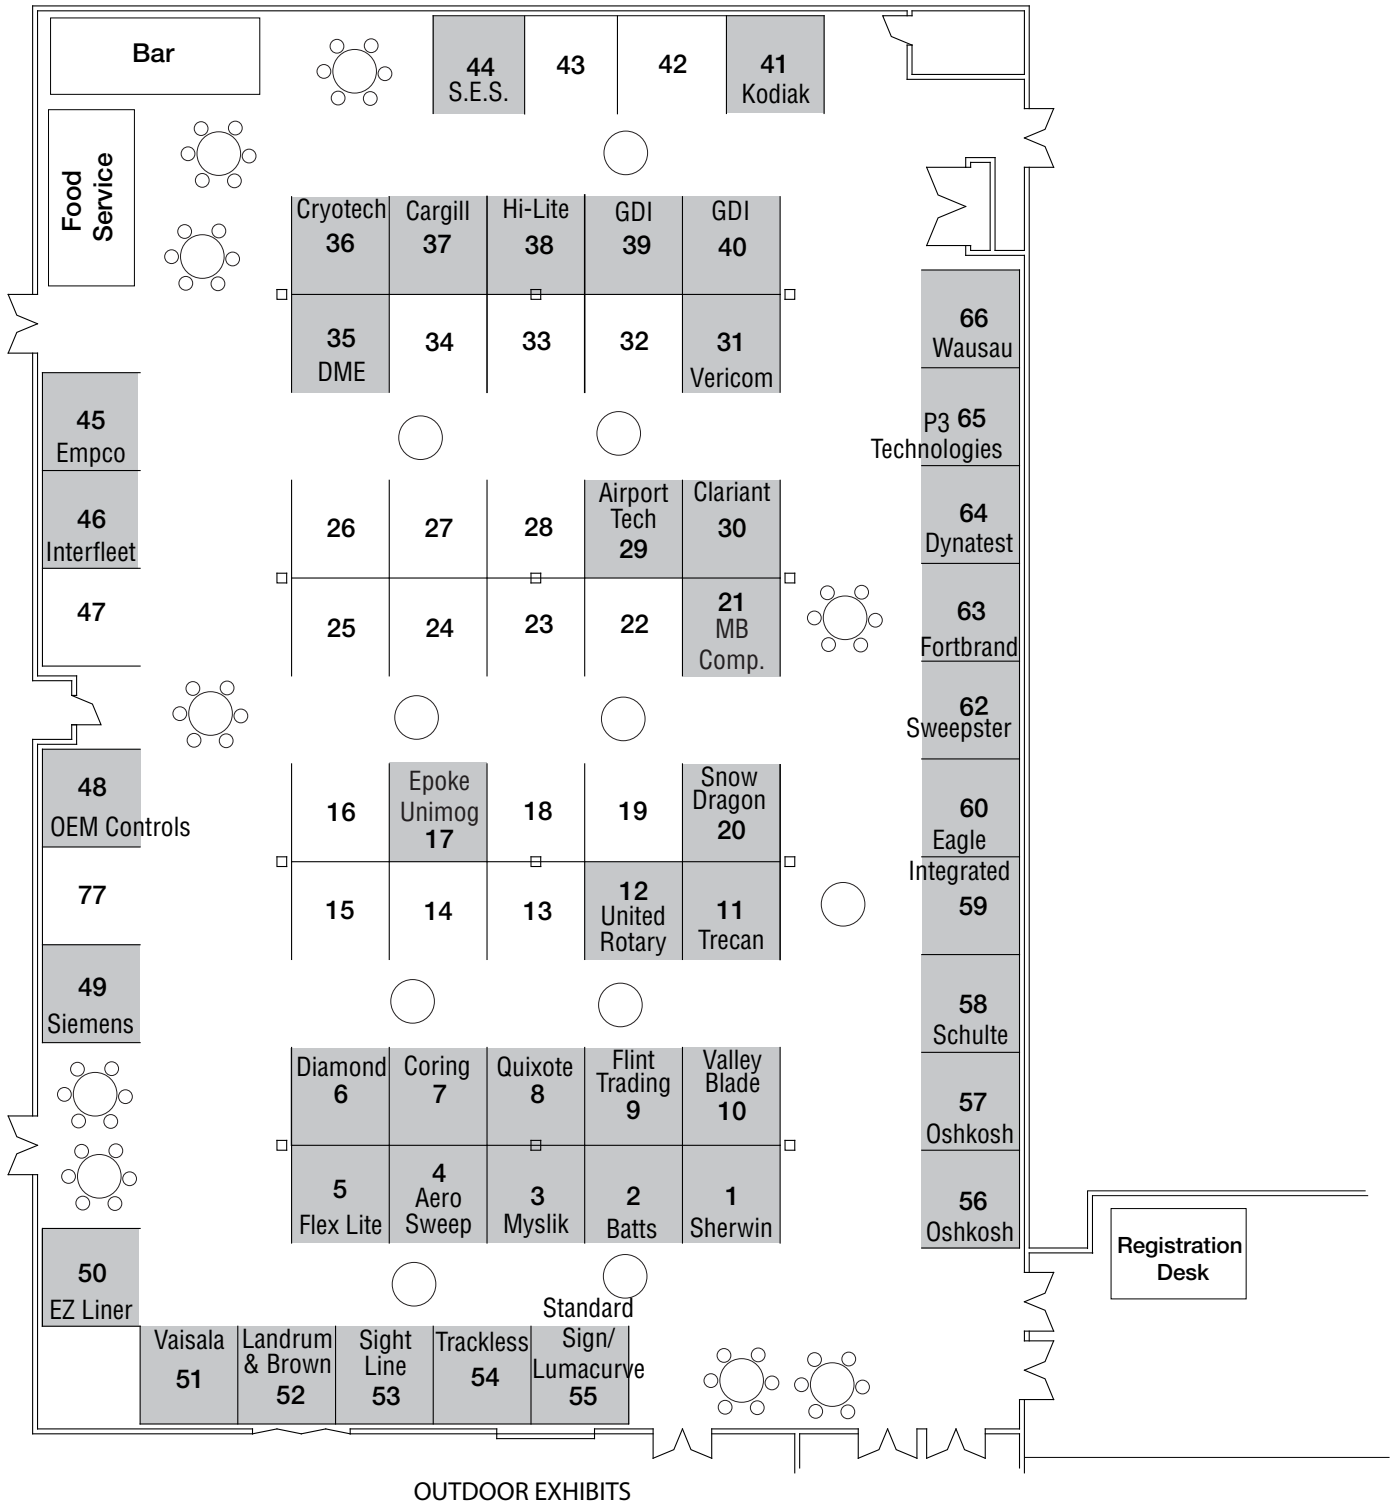 Bar
44
S.E.S.
43
42
41
Kodiak
Food
Service
Cryotech
36
Cargill
37
Hi-Lite
38
GDI
39
GDI
40
35
DME
34
33
32
31
Vericom
66
Wausau
45
Empco
P3 65
Technologies
46
Interfleet
26
27
28
Airport
Tech
29
Clariant
30
64
Dynatest
47
25
24
23
22
21
MB
Comp.
63
Fortbrand
62
Sweepster
48
OEM Controls
16
Epoke
Unimog
17
18
19
Snow
Dragon
20
60
Eagle
Integrated
59
77
15
14
13
12
United
Rotary
11
Trecan
49
Siemens
58
Schulte
Diamond
6
Coring
7
Quixote
8
Flint
Trading
9
Valley
Blade
10
57
Oshkosh
5
Flex Lite
4
Aero
Sweep
3
Myslik
2
Batts
1
Sherwin
56
Oshkosh
Registration
Desk
50
EZ Liner
Vaisala
51
Landrum
& Brown
52
Sight
Line
53
Trackless
54
Standard
Sign/
Lumacurve
55
OUTDOOR EXHIBITS